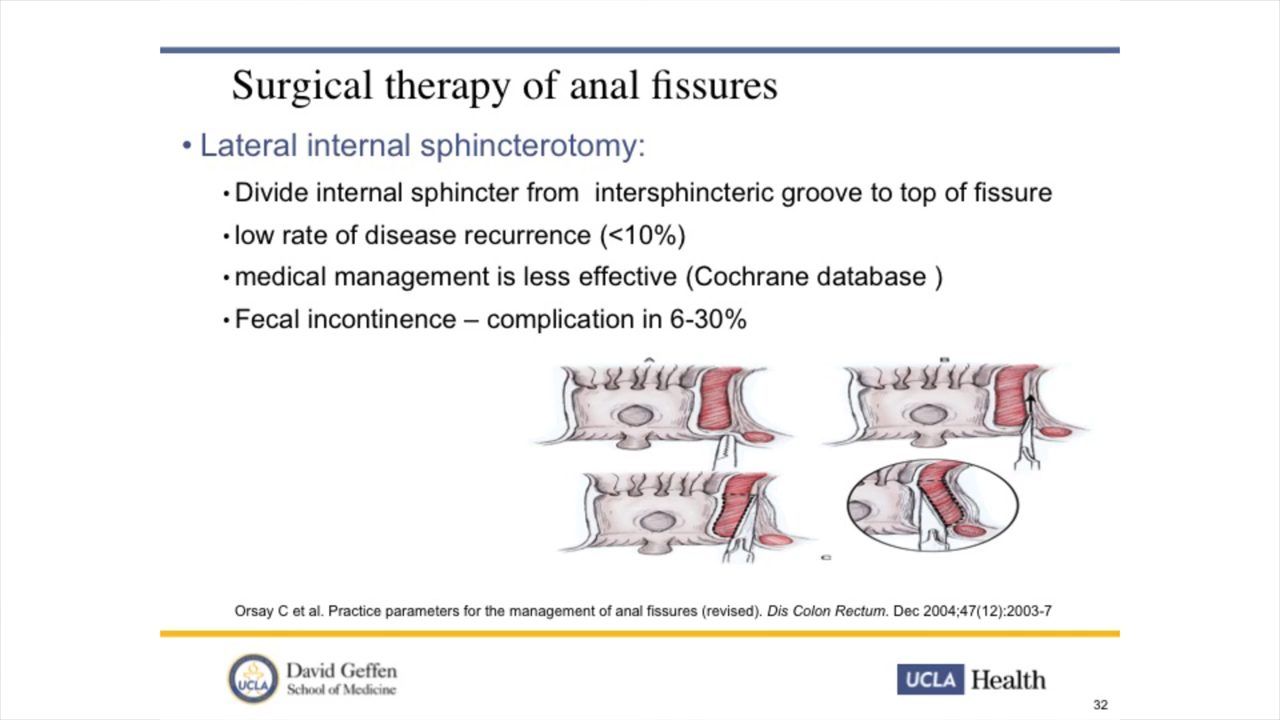 Surgical therapy of anal fissures
• Lateral internal sphincterotomy:
• Divide internal sphincter from  intersphincteric groove to top of fissure
• low rate of disease recurrence (<10%)
• medical management is less effective (Cochrane database )
• Fecal incontinence – complication in 6-30%
A
B
C
Orsay C et al. Practice parameters for the management of anal fissures (revised). Dis Colon Rectum. Dec 2004;47(12):2003-7
UCLA
David Geffen
School of Medicine
UCLA Health
32